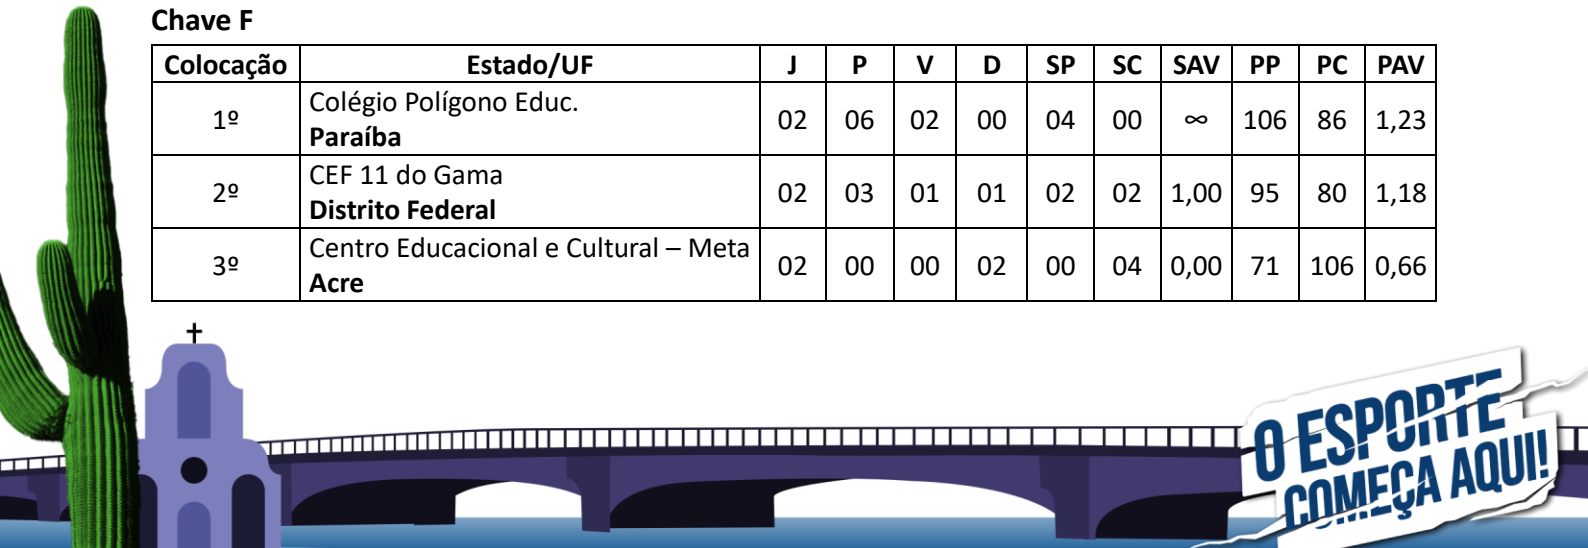 Chave F
Colocação Estado/UF J P V D SP SC SAV PP PC PAV
1º Colégio Polígono Educ. Paraíba 02 06 02 00 04 00 ∞ 106 86 1,23
2º CEF 11 do Gama Distrito Federal 02 03 01 01 02 02 1,00 95 80 1,18
3º Centro Educacional e Cultural – Meta Acre 02 00 00 02 00 04 0,00 71 106 0,66
O ESPORTE
COMEÇA AQUI!